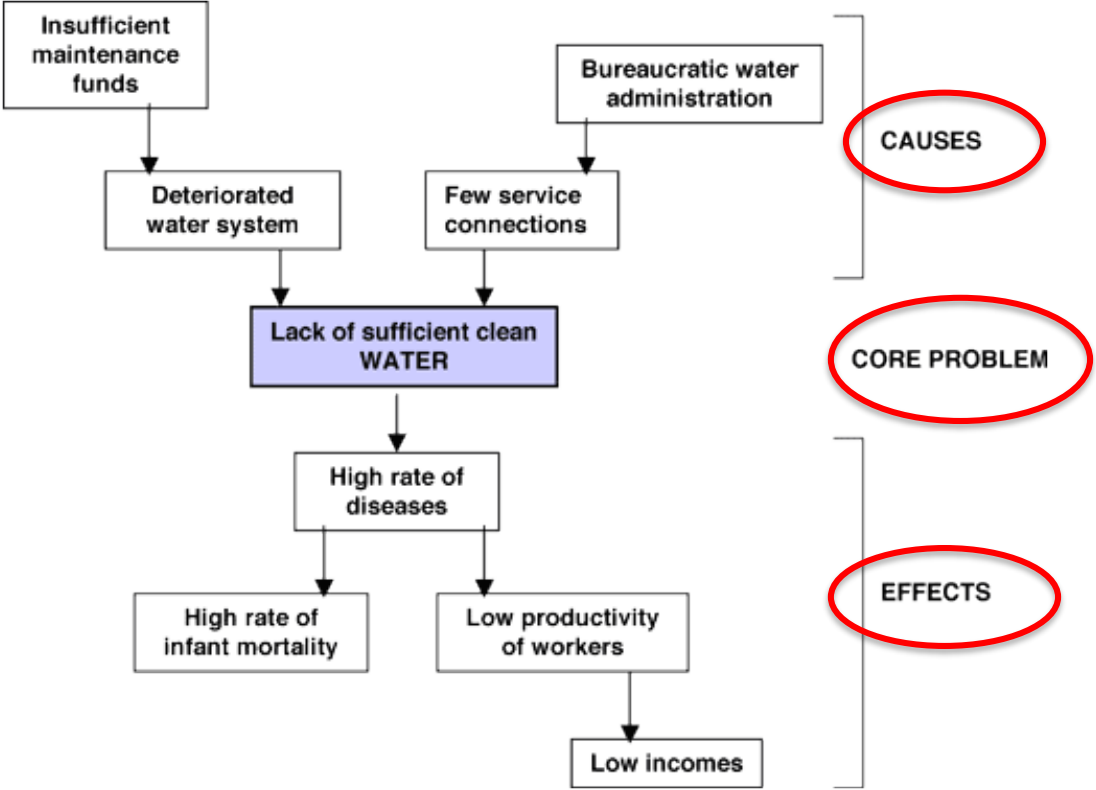 Insufficient
maintenance
funds
Bureaucratic water
administration
CAUSES
Deteriorated
water system
Few service
connections
Lack of sufficient clean
WATER
CORE PROBLEM
High rate of
diseases
EFFECTS
High rate of
infant mortality
Low productivity
of workers
Low incomes